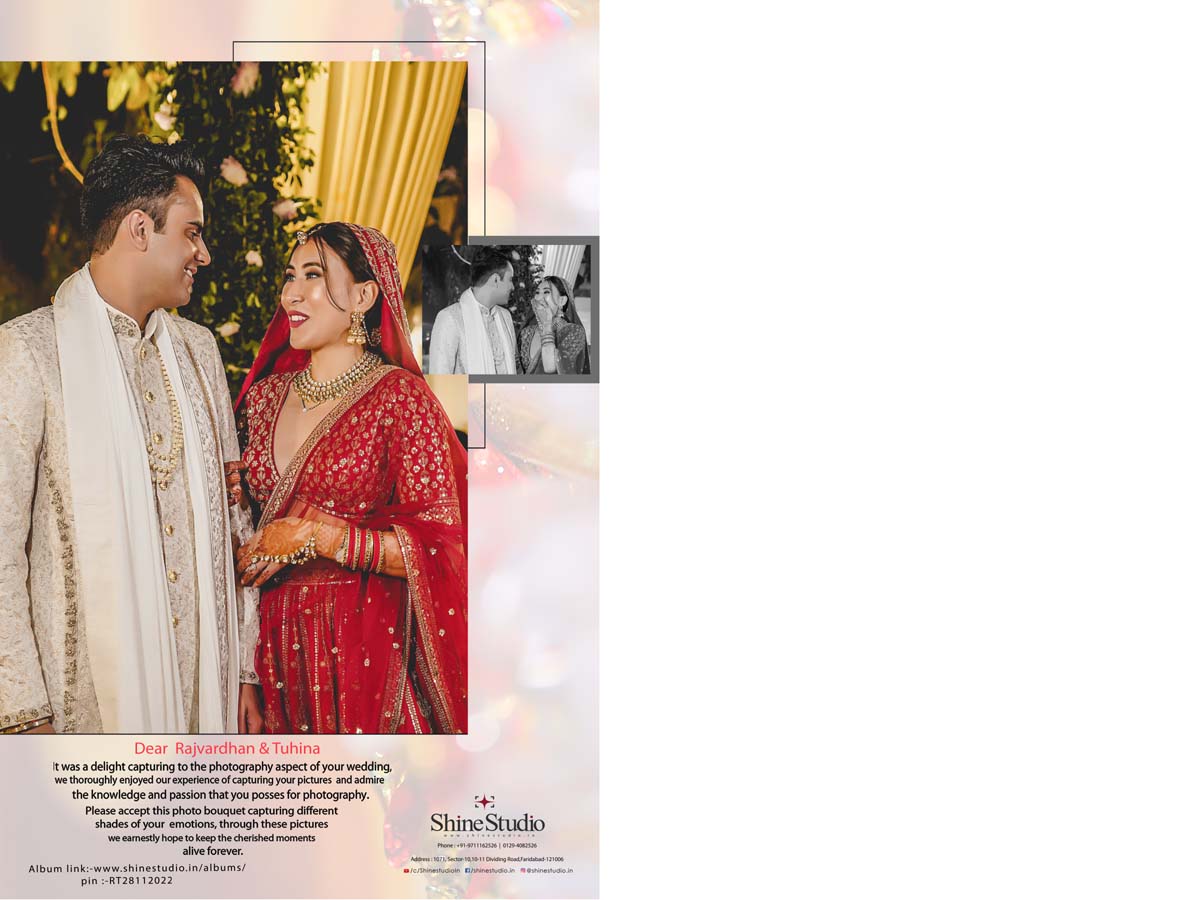 Dear Rajvardhan & Tuhina
It was a delight capturing to the photography aspect of your wedding,
we thoroughly enjoyed our experience of capturing your pictures and admire
the knowledge and passion that you posses for photography.
Please accept this photo bouquet capturing different
shades of your emotions, through these pictures
we earnestly hope to keep the cherished moments
alive forever.
Album link:-www.shinestudio.in/albums/
pin :-RT28112022
ShineStudio
www.shinestudio.in
Phone : +91-9711162526 | 0129-4082526
Address : 107J, Sector-10,10-11 Dividing Road,Faridabad-121006
/c/ShinestudioIn /shinestudio.in @shinestudio.in